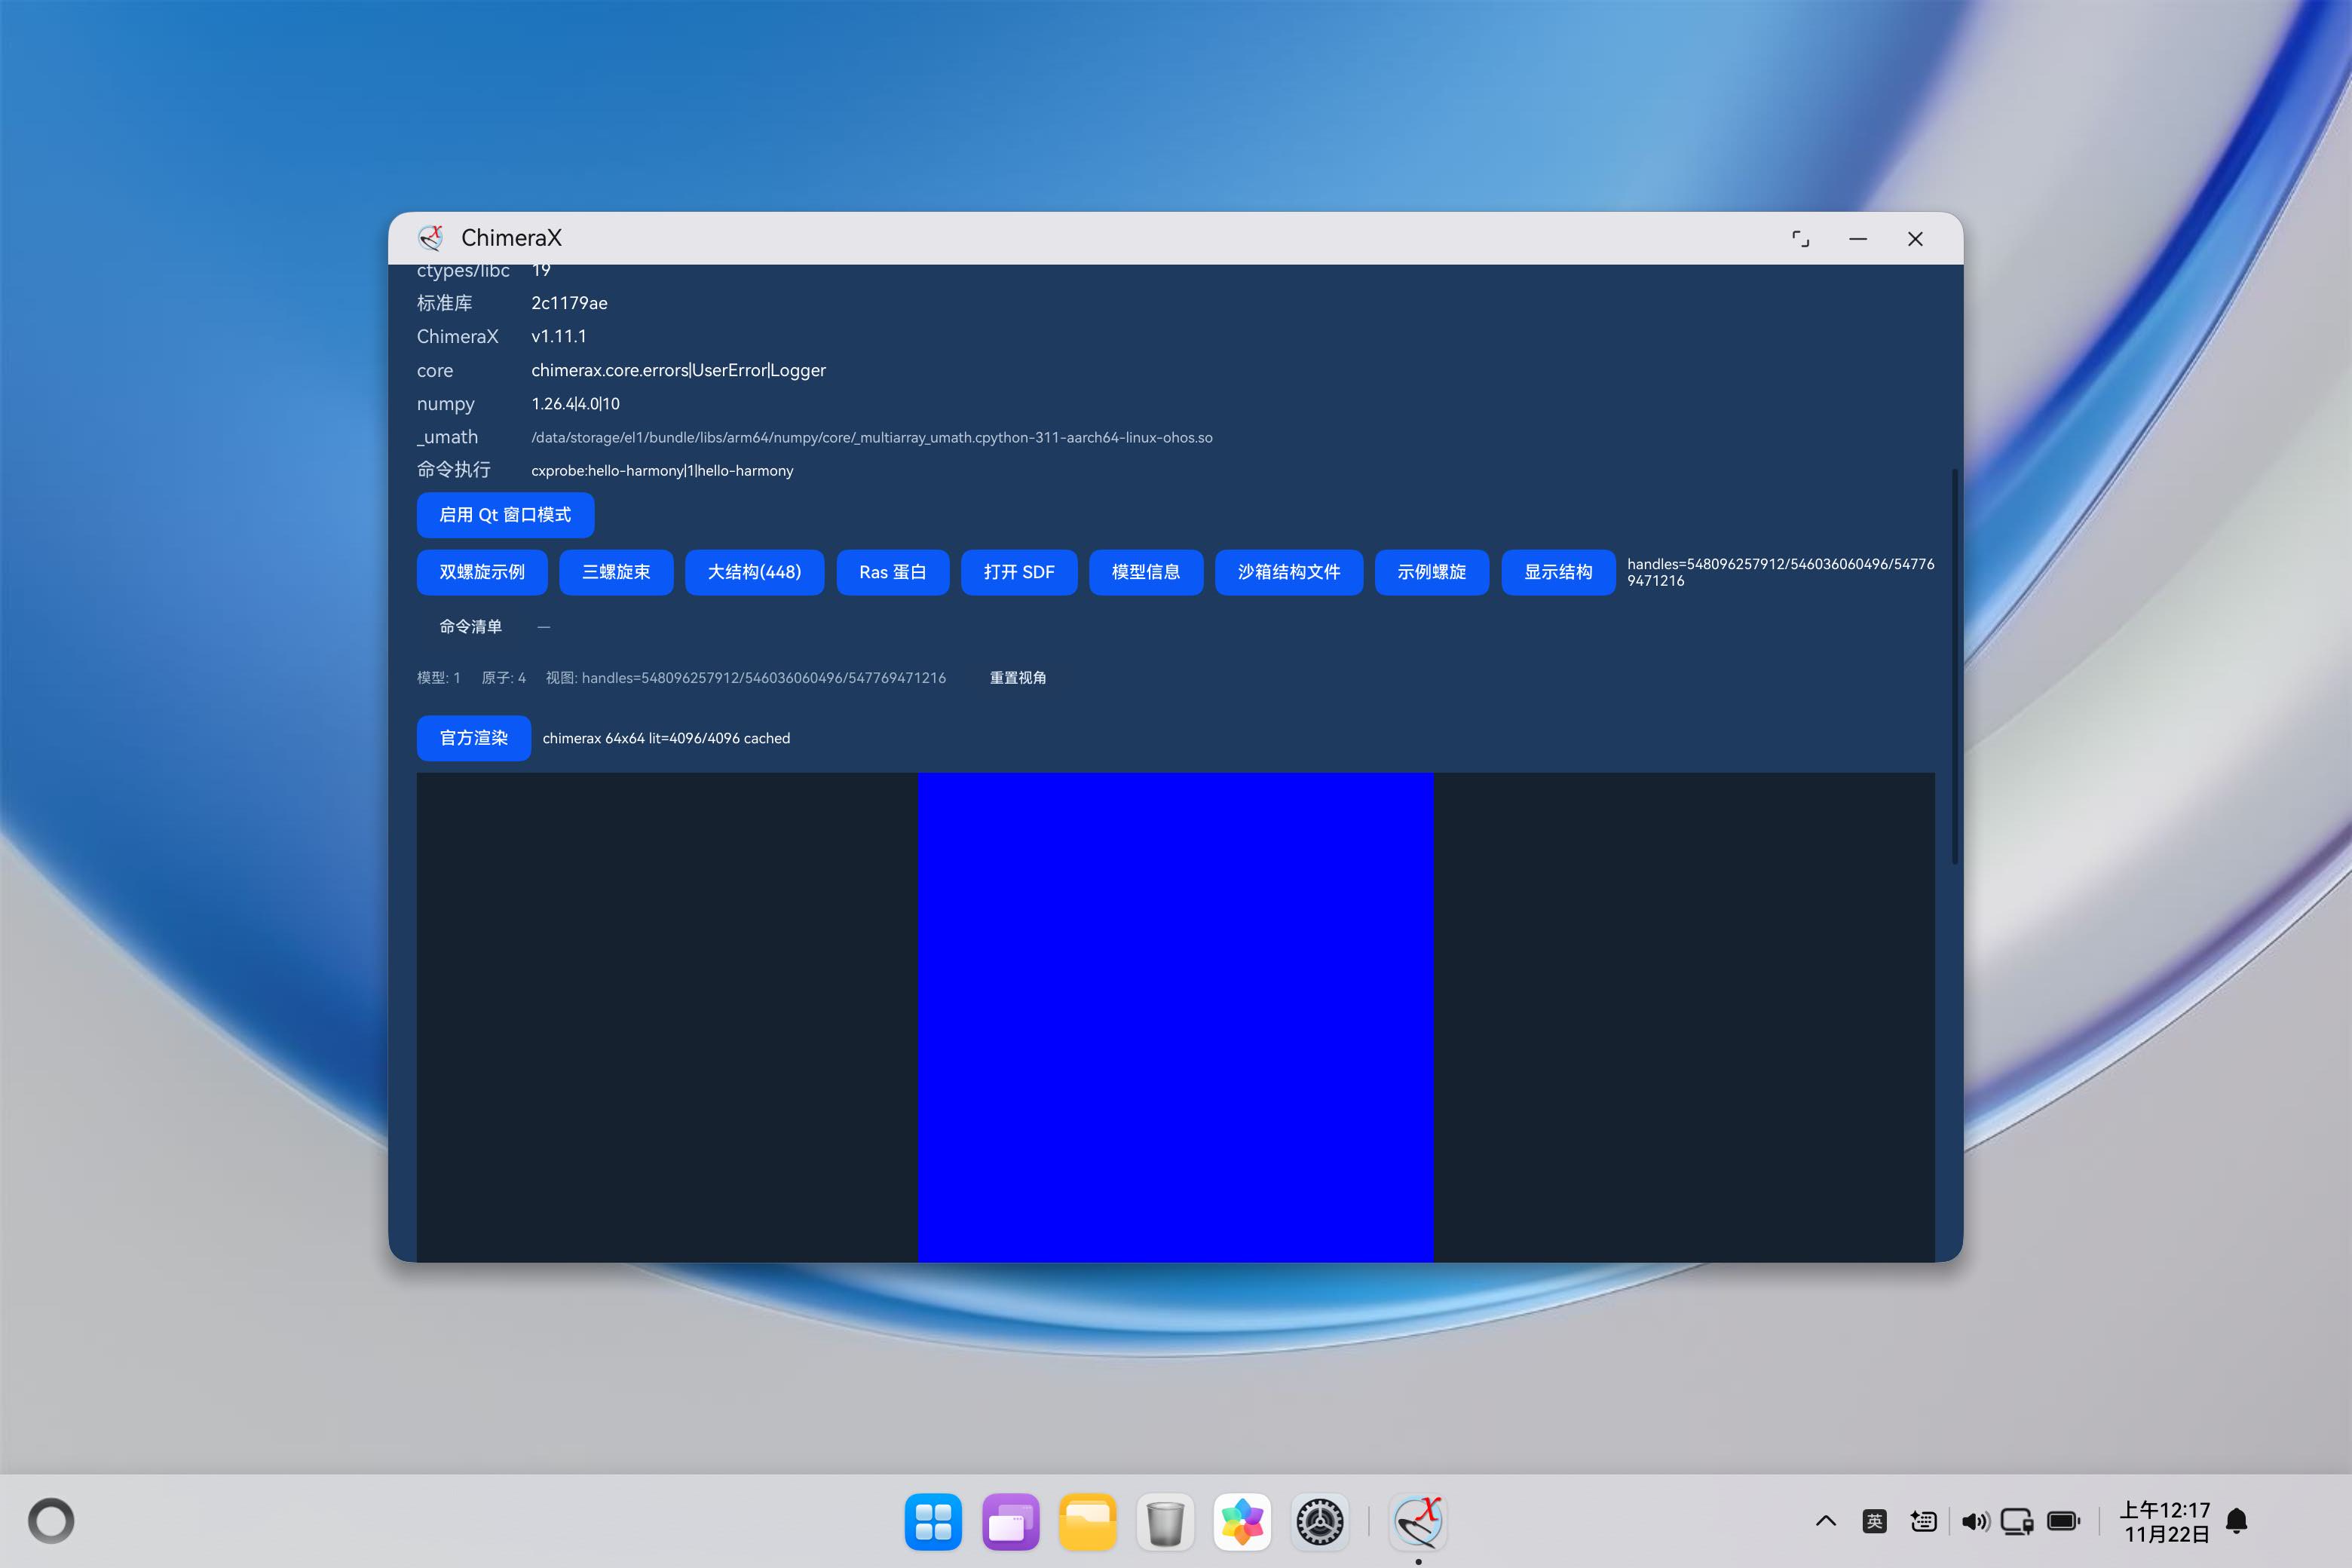 ChimeraX
ctypes/libc 19
标准库 2c1179ae
ChimeraX v1.11.1
core chimerax.core.errors|UserError|Logger
numpy 1.26.4|4.0|10
_umath /data/storage/el1/bundle/libs/arm64/numpy/core/_multiarray_umath.cpython-311-aarch64-linux-ohos.so
命令执行 cxprobe:hello-harmony|1|hello-harmony
启用 Qt 窗口模式
双螺旋示例 三螺旋束 大结构(448) Ras 蛋白 打开 SDF 模型信息 沙箱结构文件 示例螺旋 显示结构 handles=548096257912/546036060496/54776
9471216
命令清单 —
模型: 1 原子: 4 视图: handles=548096257912/546036060496/547769471216 重置视角
官方渲染 chimerax 64x64 lit=4096/4096 cached
英
上午12:17
11月22日